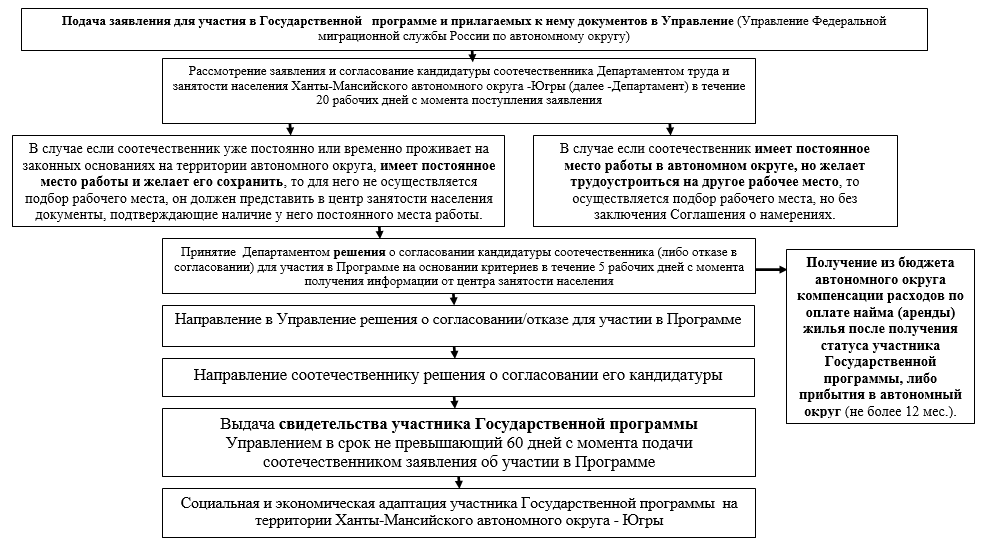 Подача заявления для участия в Государственной программе и прилагаемых к нему документов в Управление (Управление Федеральной
миграционной службы России по автономному округу)
Рассмотрение заявления и согласование кандидатуры соотечественника Департаментом труда и
занятости населения Ханты-Мансийского автономного округа -Югры (далее -Департамент) в течение
20 рабочих дней с момента поступления заявления
В случае если соотечественник уже постоянно или временно проживает на
законных основаниях на территории автономного округа, имеет постоянное
место работы и желает его сохранить, то для него не осуществляется
подбор рабочего места, он должен представить в центр занятости населения
документы, подтверждающие наличие у него постоянного места работы.
В случае если соотечественник имеет постоянное
место работы в автономном округе, но желает
трудоустроиться на другое рабочее место, то
осуществляется подбор рабочего места, но без
заключения Соглашения о намерениях.
Принятие Департаментом решения о согласовании кандидатуры соотечественника (либо отказе в
согласовании) для участия в Программе на основании критериев в течение 5 рабочих дней с момента
получения информации от центра занятости населения
Получение из бюджета
автономного округа
компенсации расходов по
оплате найма (аренды)
жилья после получения
статуса участника
Государственной
программы, либо
прибытия в автономный
округ (не более 12 мес.).
Направление в Управление решения о согласовании/отказе для участии в Программе
Направление соотечественнику решения о согласовании его кандидатуры
Выдача свидетельства участника Государственной программы
Управлением в срок не превышающий 60 дней с момента подачи
соотечественником заявления об участии в Программе
Социальная и экономическая адаптация участника Государственной программы на
территории Ханты-Мансийского автономного округа - Югры